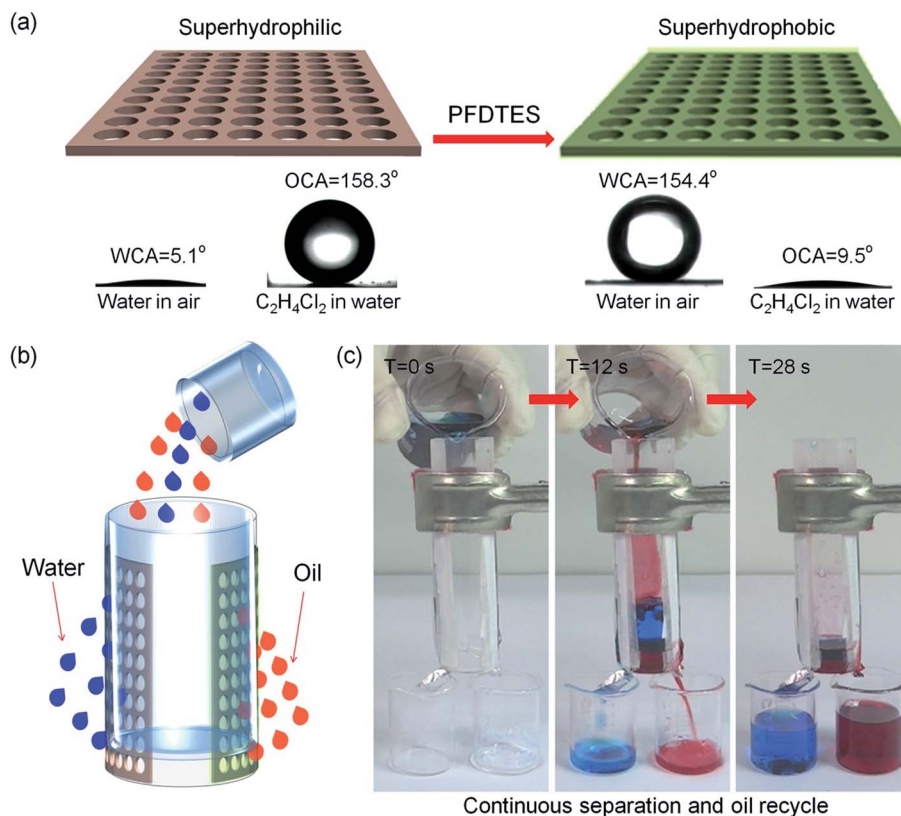 (a)
Superhydrophilic
Superhydrophobic
PFDTES
OCA=158.3°
WCA=154.4°
WCA=5.1°
OCA=9.5°
Water in air
C₂H₄Cl₂ in water
Water in air
C₂H₄Cl₂ in water
(b)
Water
Oil
(c)
T=0 s
T=12 s
T=28 s
Continuous separation and oil recycle